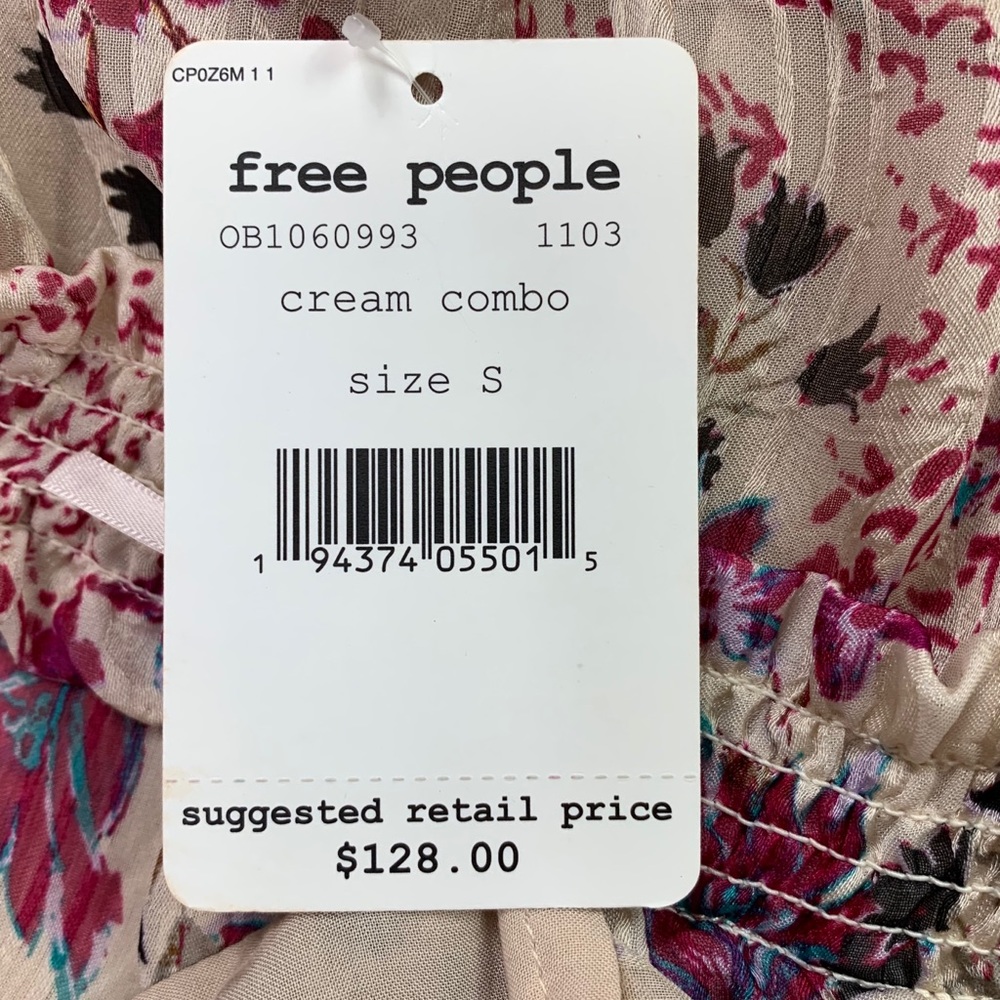 CP0Z6M 1 1
free people
OB1060993 1103
cream combo
size S
1 94374 05501 5
suggested retail price
$128.00